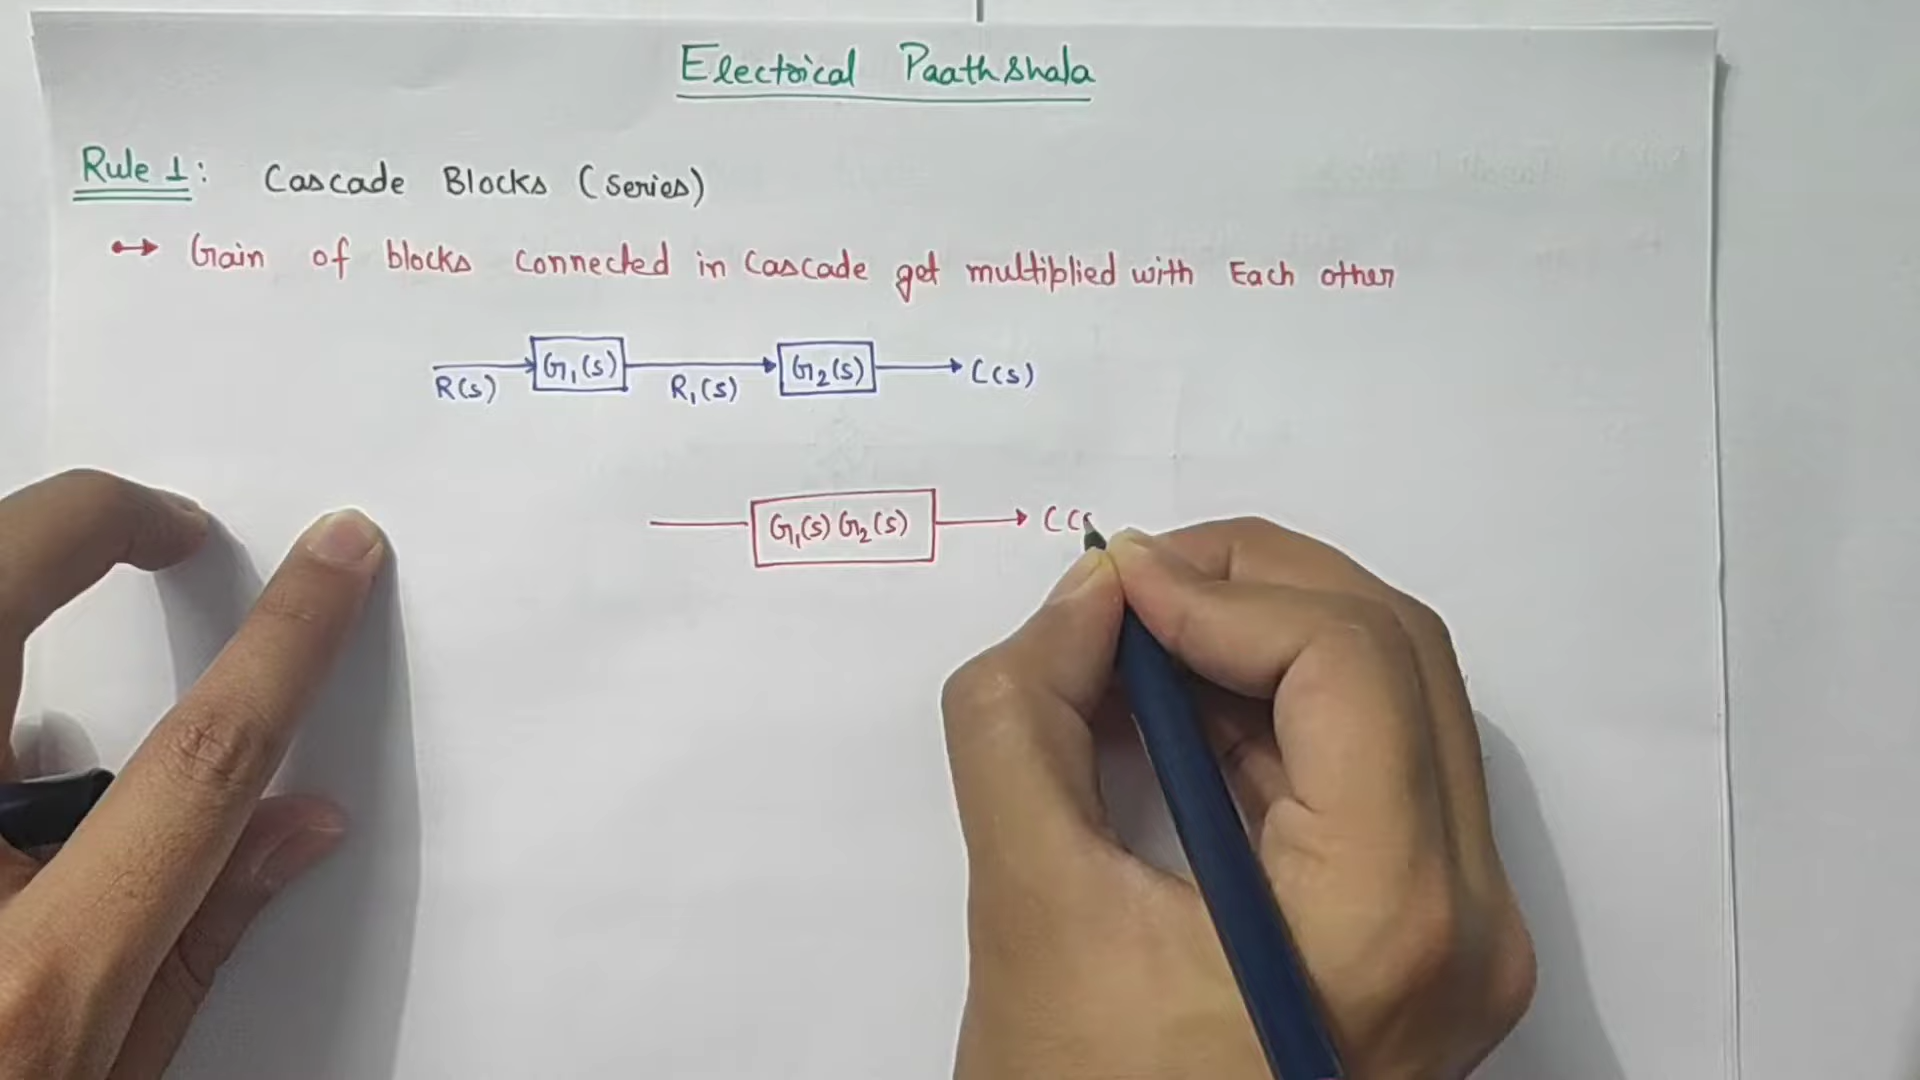 Electrical Paathshala
Rule 1: Cascade Blocks (series)
Gain of blocks connected in Cascade get multiplied with Each other
R(s) G₁(s) R₁(s) G₂(s) C(s)
G₁(s) G₂(s) C(s